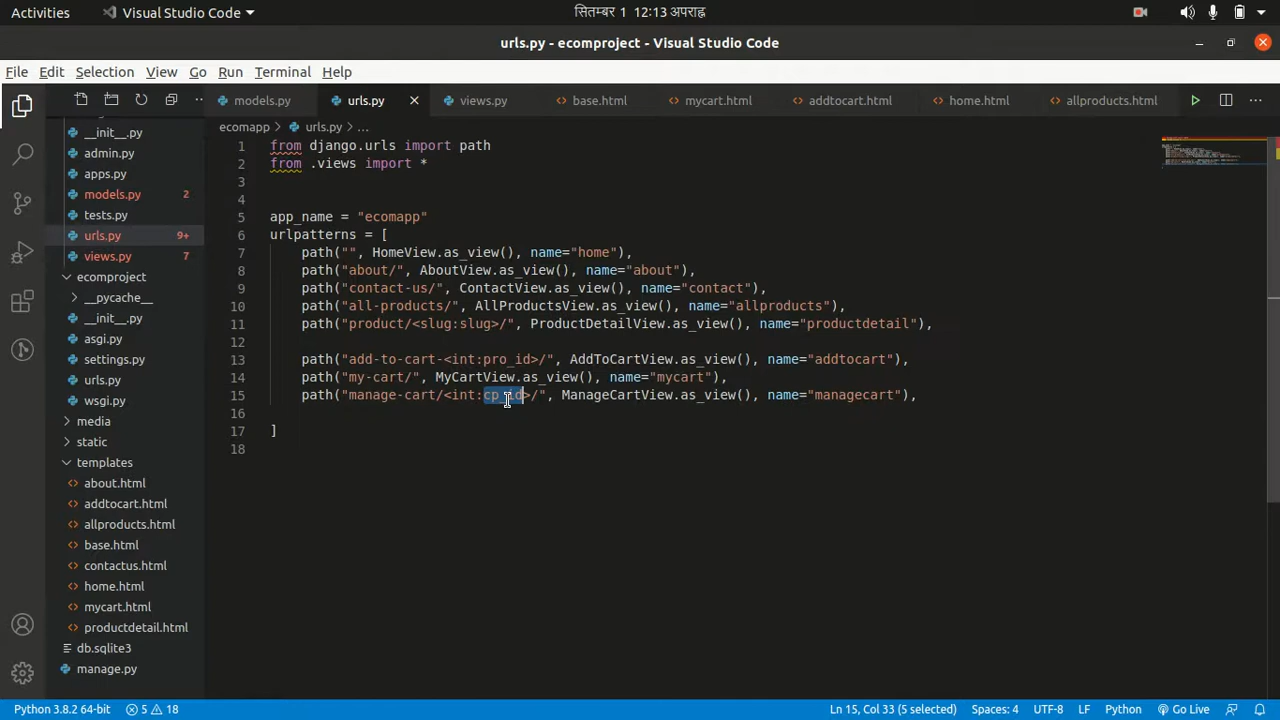 Activities
Visual Studio Code
सितम्बर 1 12:13 अपराह्न
urls.py - ecomproject - Visual Studio Code
File Edit Selection View Go Run Terminal Help
models.py
urls.py
views.py
base.html
mycart.html
addtocart.html
home.html
allproducts.html
ecomapp > urls.py > ...
__init__.py
admin.py
apps.py
models.py 2
tests.py
urls.py 9+
views.py 7
ecomproject
__pycache__
__init__.py
asgi.py
settings.py
urls.py
wsgi.py
media
static
templates
about.html
addtocart.html
allproducts.html
base.html
contactus.html
home.html
mycart.html
productdetail.html
db.sqlite3
manage.py
1 from django.urls import path
2 from .views import *
3
4
5 app_name = "ecomapp"
6 urlpatterns = [
7 path("", HomeView.as_view(), name="home"),
8 path("about/", AboutView.as_view(), name="about"),
9 path("contact-us/", ContactView.as_view(), name="contact"),
10 path("all-products/", AllProductsView.as_view(), name="allproducts"),
11 path("product/<slug:slug>/", ProductDetailView.as_view(), name="productdetail"),
12
13 path("add-to-cart-<int:pro_id>/", AddToCartView.as_view(), name="addtocart"),
14 path("my-cart/", MyCartView.as_view(), name="mycart"),
15 path("manage-cart/<int:cp_id>/", ManageCartView.as_view(), name="managecart"),
16
17 ]
18
Python 3.8.2 64-bit 5 18 Ln 15, Col 33 (5 selected) Spaces: 4 UTF-8 LF Python Go Live